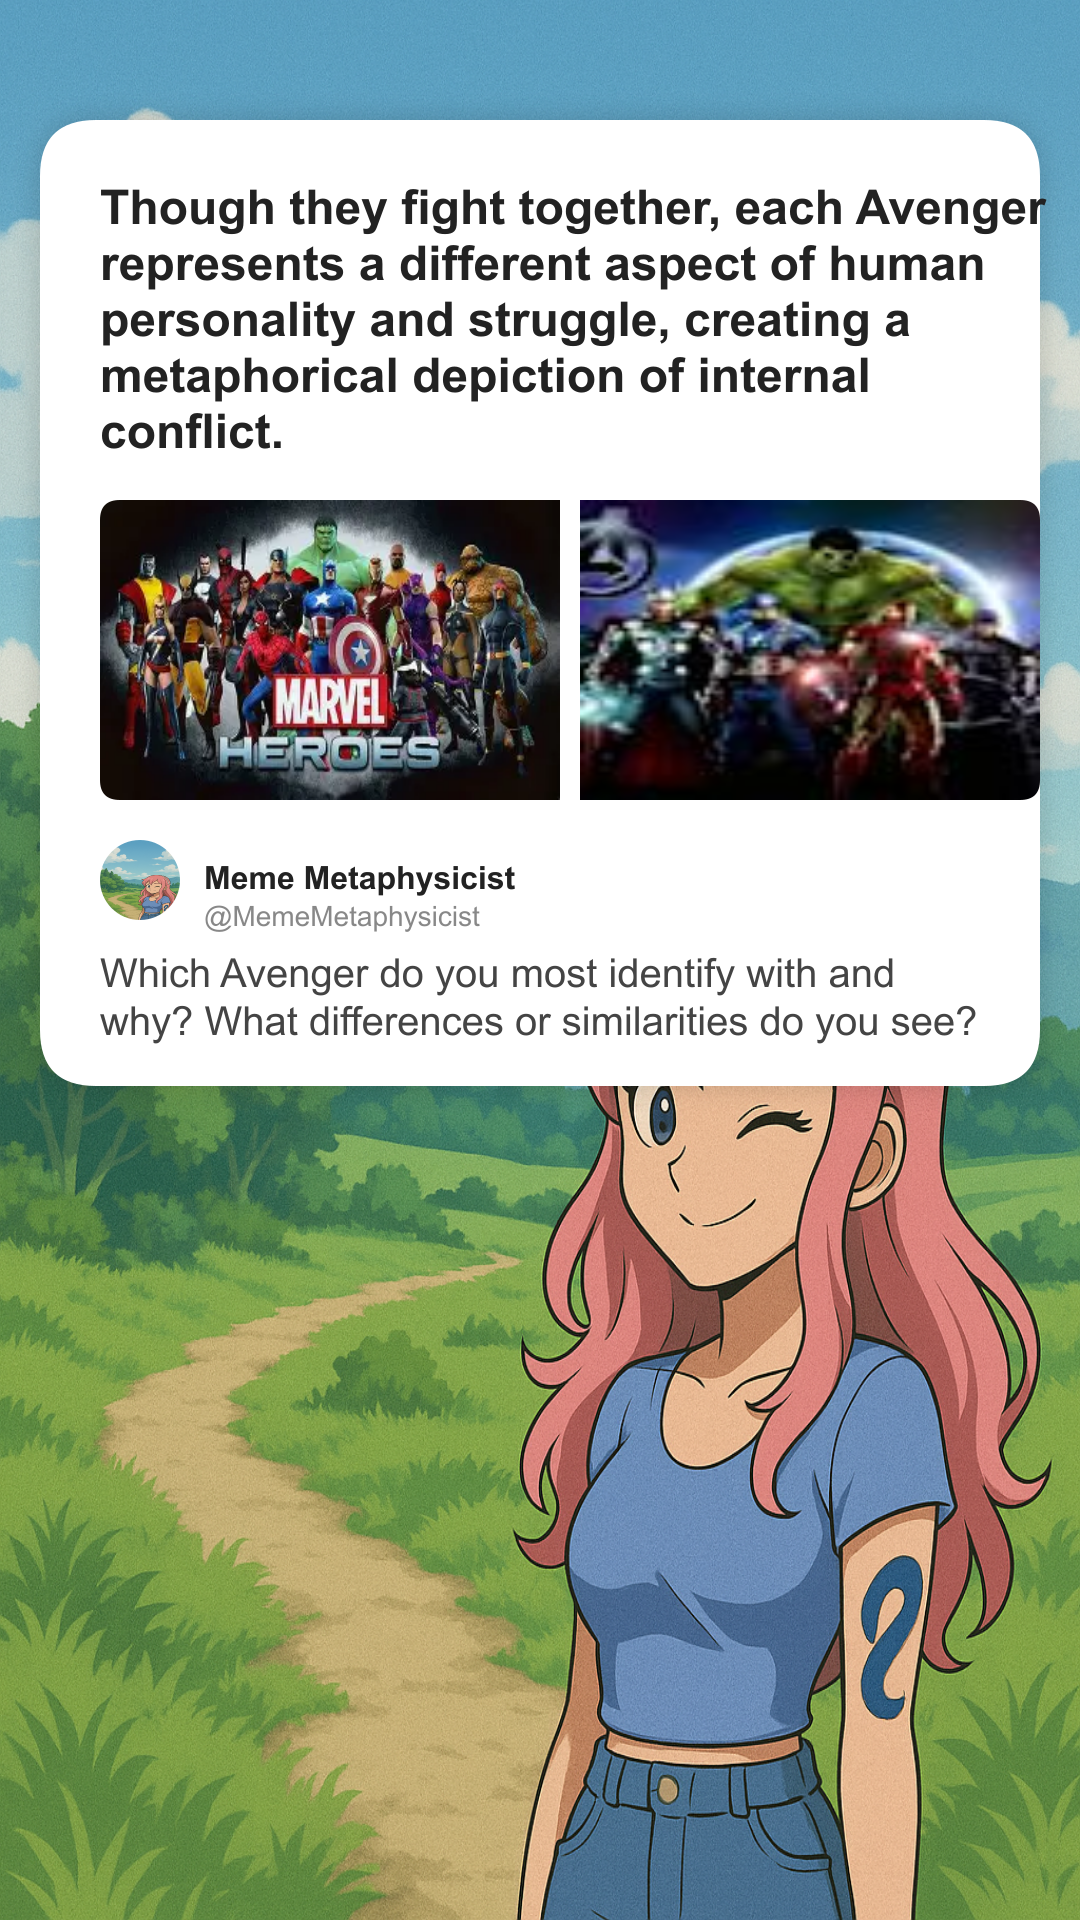 Though they fight together, each Avenger
represents a different aspect of human
personality and struggle, creating a
metaphorical depiction of internal
conflict.
MARVEL
HEROES
Meme Metaphysicist
@MemeMetaphysicist
Which Avenger do you most identify with and
why? What differences or similarities do you see?